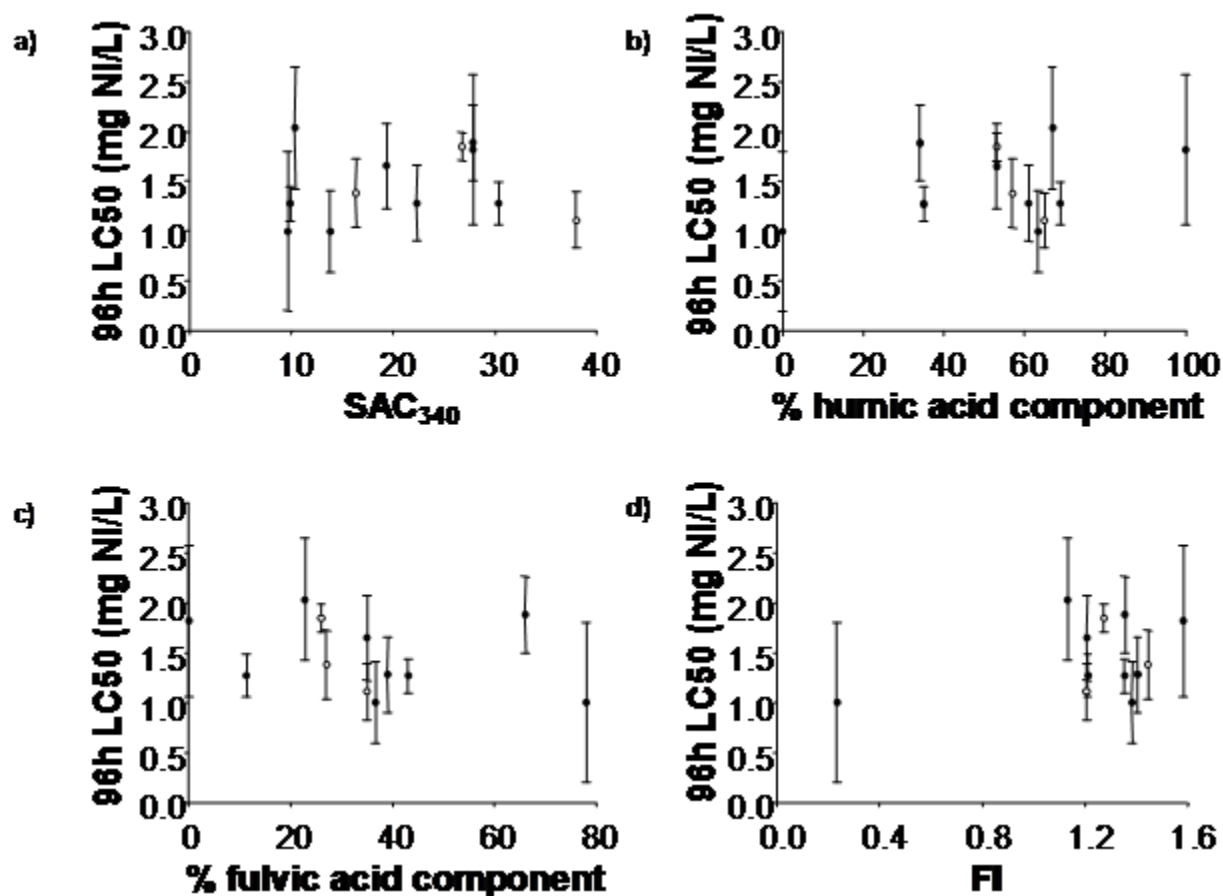 a)
96h LC50 (mg Ni/L)
3.0
2.5
2.0
1.5
1.0
0.5
0.0
0 10 20 30 40
SAC₃₄₀
b)
96h LC50 (mg Ni/L)
3.0
2.5
2.0
1.5
1.0
0.5
0.0
0 20 40 60 80 100
% humic acid component
c)
96h LC50 (mg Ni/L)
3.0
2.5
2.0
1.5
1.0
0.5
0.0
0 20 40 60 80
% fulvic acid component
d)
96h LC50 (mg Ni/L)
3.0
2.5
2.0
1.5
1.0
0.5
0.0
0.0 0.4 0.8 1.2 1.6
FI